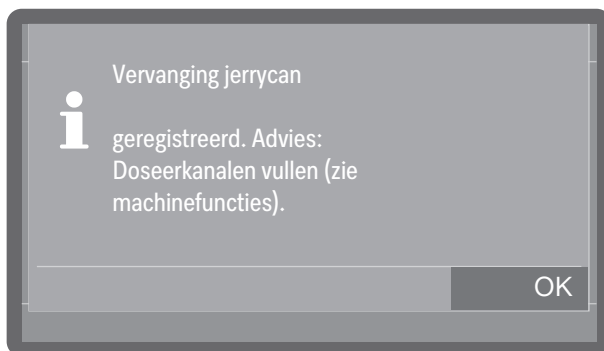 Vervanging jerrycan
geregistreerd. Advies:
Doseerkanalen vullen (zie
machinefuncties).
OK